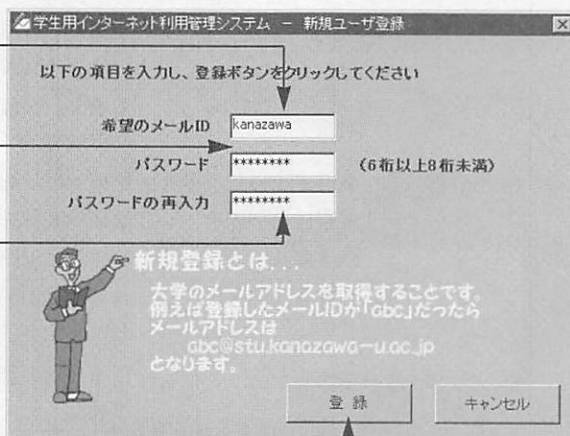 学生用インターネット利用管理システム － 新規ユーザ登録
以下の項目を入力し、登録ボタンをクリックしてください
希望のメールID kanazawa
パスワード ******** (6桁以上8桁未満)
パスワードの再入力 ********
新規登録とは...
大学のメールアドレスを取得することです。
例えば登録したメールIDが「abc」だったら
メールアドレスは
abc@stu.kanazawa-u.ac.jp
となります。
登 録 キャンセル